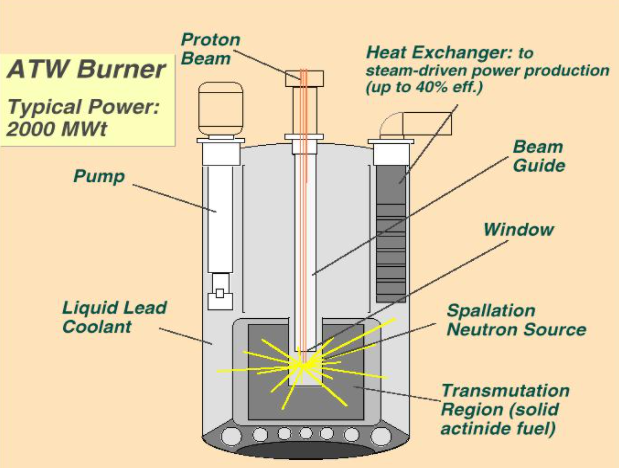 ATW Burner
Typical Power:
2000 MWt
Proton
Beam
Heat Exchanger: to
steam-driven power production
(up to 40% eff.)
Pump
Beam
Guide
Window
Liquid Lead
Coolant
Spallation
Neutron Source
Transmutation
Region (solid
actinide fuel)